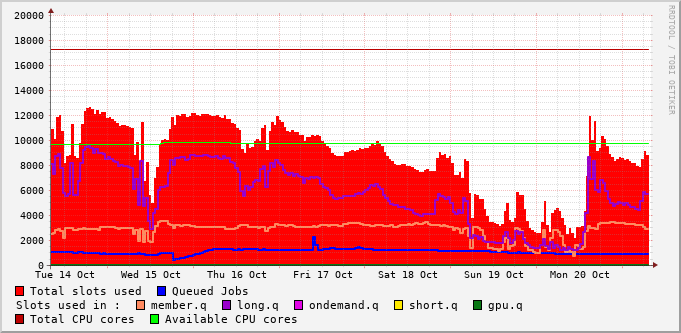 20000
18000
16000
14000
12000
10000
8000
6000
4000
2000
0
Tue 14 Oct Wed 15 Oct Thu 16 Oct Fri 17 Oct Sat 18 Oct Sun 19 Oct Mon 20 Oct
RRDTOOL / TOBI OETIKER
Total slots used Queued Jobs
Slots used in : member.q long.q ondemand.q short.q gpu.q
Total CPU cores Available CPU cores